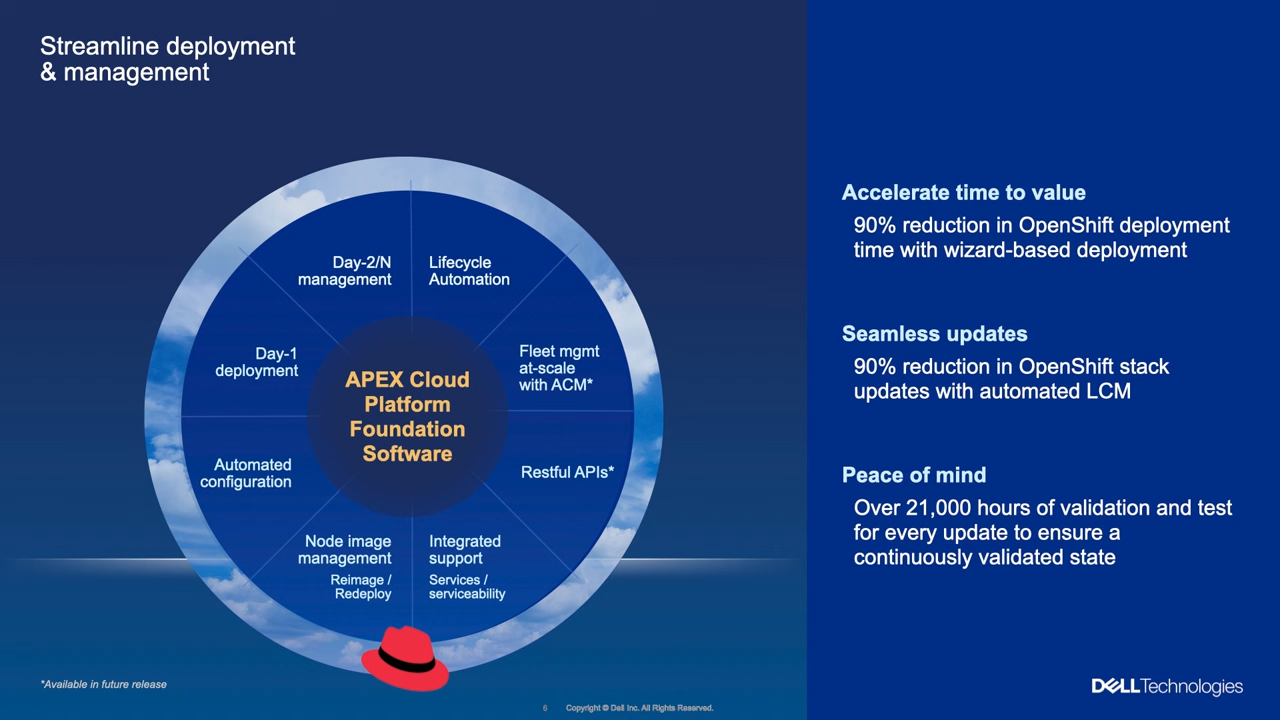 Streamline deployment
& management
Day-2/N
management
Lifecycle
Automation
Day-1
deployment
Fleet mgmt
at-scale
with ACM*
APEX Cloud
Platform
Foundation
Software
Automated
configuration
Restful APIs*
Node image
management
Reimage /
Redeploy
Integrated
support
Services /
serviceability
*Available in future release
6 Copyright © Dell Inc. All Rights Reserved.
Accelerate time to value
90% reduction in OpenShift deployment
time with wizard-based deployment
Seamless updates
90% reduction in OpenShift stack
updates with automated LCM
Peace of mind
Over 21,000 hours of validation and test
for every update to ensure a
continuously validated state
DELLTechnologies